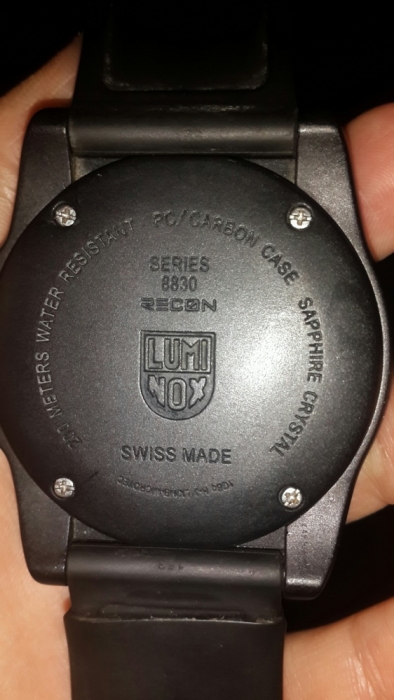 200 METERS WATER RESISTANT PC/CARBON CASE SAPPHIRE CRYSTAL
SERIES
8830
RECON
LUMI
NOX
SWISS MADE